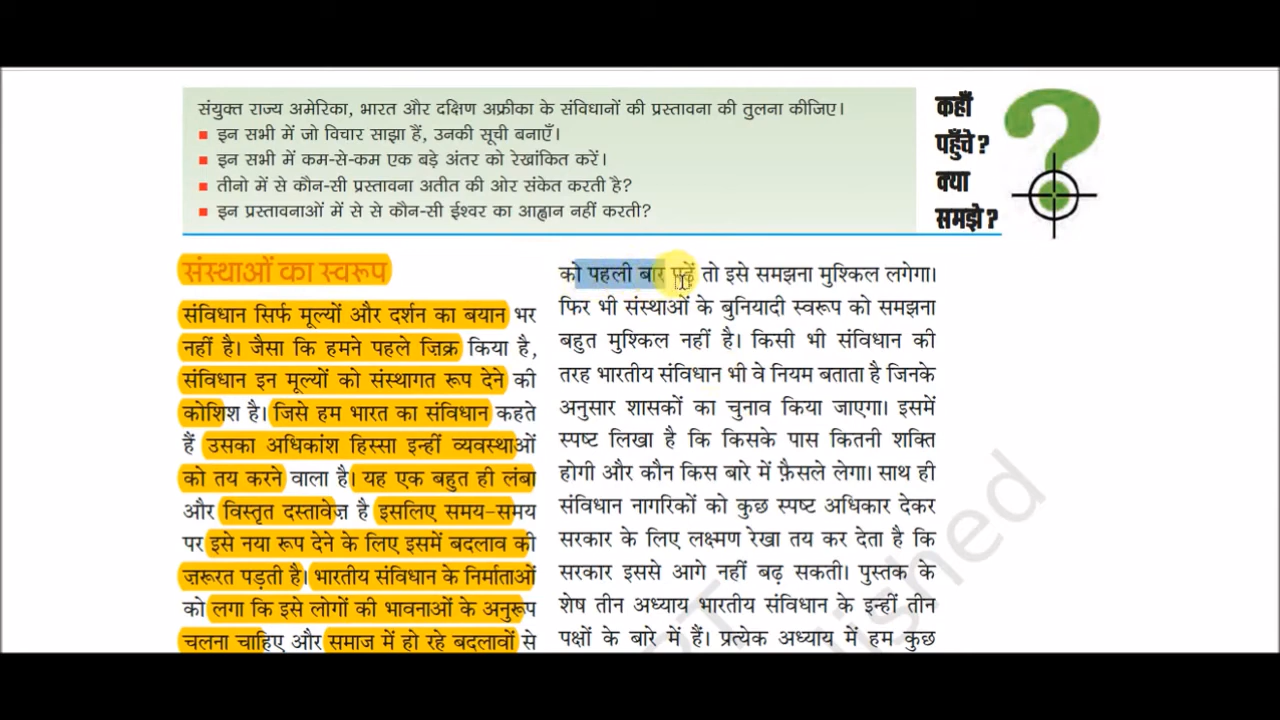 संयुक्त राज्य अमेरिका, भारत और दक्षिण अफ्रीका के संविधानों की प्रस्तावना की तुलना कीजिए।
इन सभी में जो विचार साझा हैं, उनकी सूची बनाएँ।
इन सभी में कम-से-कम एक बड़े अंतर को रेखांकित करें।
तीनो में से कौन-सी प्रस्तावना अतीत की ओर संकेत करती है?
इन प्रस्तावनाओं में से से कौन-सी ईश्वर का आह्वान नहीं करती?
कहाँ
पहुँचे?
क्या
समझे?
संस्थाओं का स्वरूप
संविधान सिर्फ मूल्यों और दर्शन का बयान भर
नहीं है। जैसा कि हमने पहले ज़िक्र किया है,
संविधान इन मूल्यों को संस्थागत रूप देने की
कोशिश है। जिसे हम भारत का संविधान कहते
हैं उसका अधिकांश हिस्सा इन्हीं व्यवस्थाओं
को तय करने वाला है। यह एक बहुत ही लंबा
और विस्तृत दस्तावेज़ है इसलिए समय-समय
पर इसे नया रूप देने के लिए इसमें बदलाव की
ज़रूरत पड़ती है। भारतीय संविधान के निर्माताओं
को लगा कि इसे लोगों की भावनाओं के अनुरूप
चलना चाहिए और समाज में हो रहे बदलावों से
को पहली बार पढ़ें तो इसे समझना मुश्किल लगेगा।
फिर भी संस्थाओं के बुनियादी स्वरूप को समझना
बहुत मुश्किल नहीं है। किसी भी संविधान की
तरह भारतीय संविधान भी वे नियम बताता है जिनके
अनुसार शासकों का चुनाव किया जाएगा। इसमें
स्पष्ट लिखा है कि किसके पास कितनी शक्ति
होगी और कौन किस बारे में फ़ैसले लेगा। साथ ही
संविधान नागरिकों को कुछ स्पष्ट अधिकार देकर
सरकार के लिए लक्ष्मण रेखा तय कर देता है कि
सरकार इससे आगे नहीं बढ़ सकती। पुस्तक के
शेष तीन अध्याय भारतीय संविधान के इन्हीं तीन
पक्षों के बारे में हैं। प्रत्येक अध्याय में हम कुछ